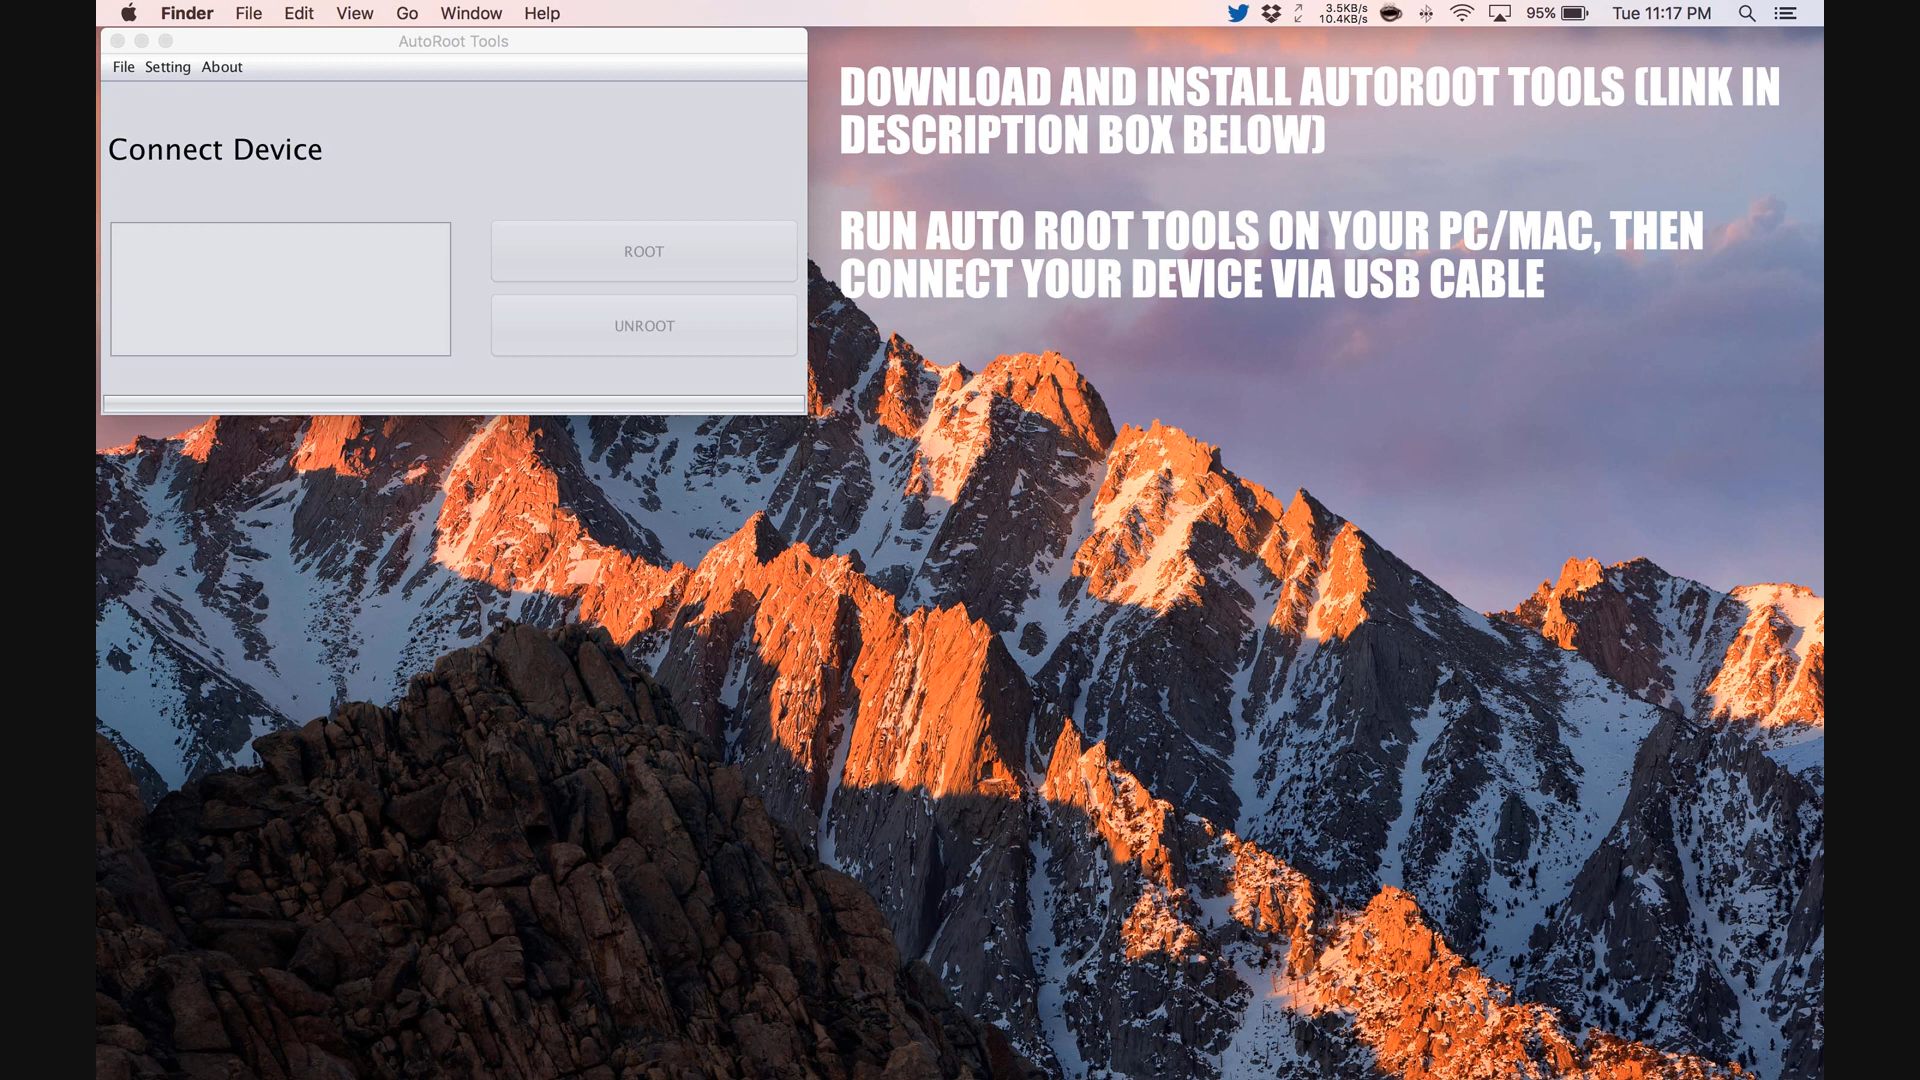 Finder File Edit View Go Window Help 3.5KB/s 95% Tue 11:17 PM
10.4KB/s
AutoRoot Tools
File Setting About
Connect Device
ROOT
UNROOT
DOWNLOAD AND INSTALL AUTOROOT TOOLS (LINK IN
DESCRIPTION BOX BELOW)
RUN AUTO ROOT TOOLS ON YOUR PC/MAC, THEN
CONNECT YOUR DEVICE VIA USB CABLE